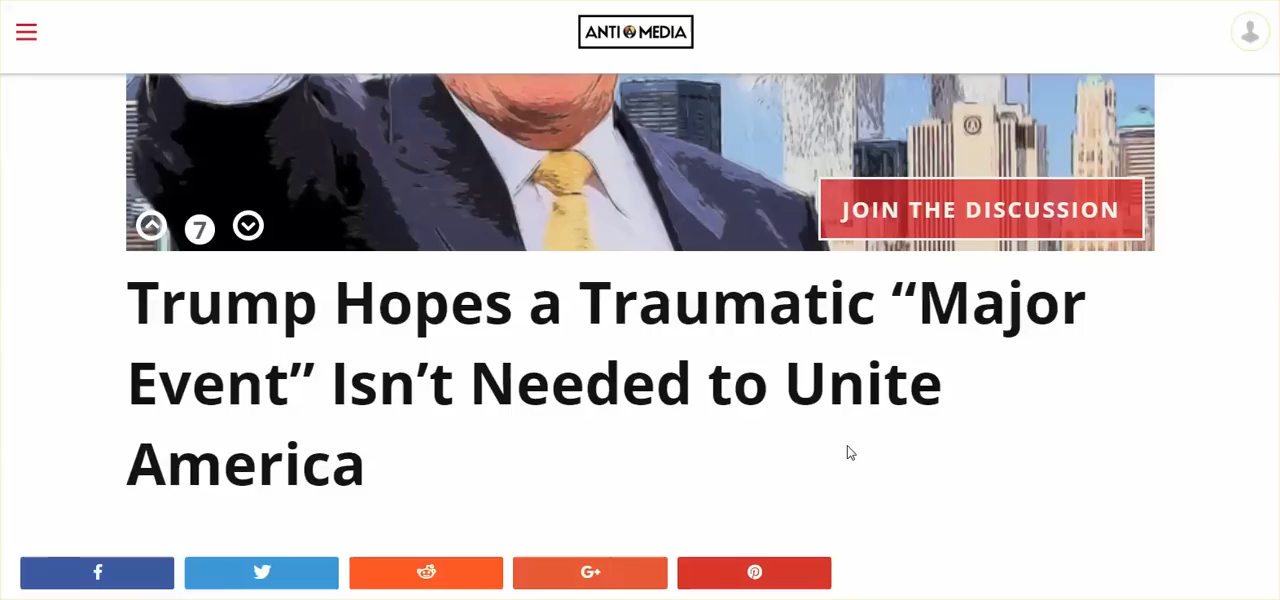 ANTI MEDIA
7
JOIN THE DISCUSSION
Trump Hopes a Traumatic “Major
Event” Isn’t Needed to Unite
America
f
G+